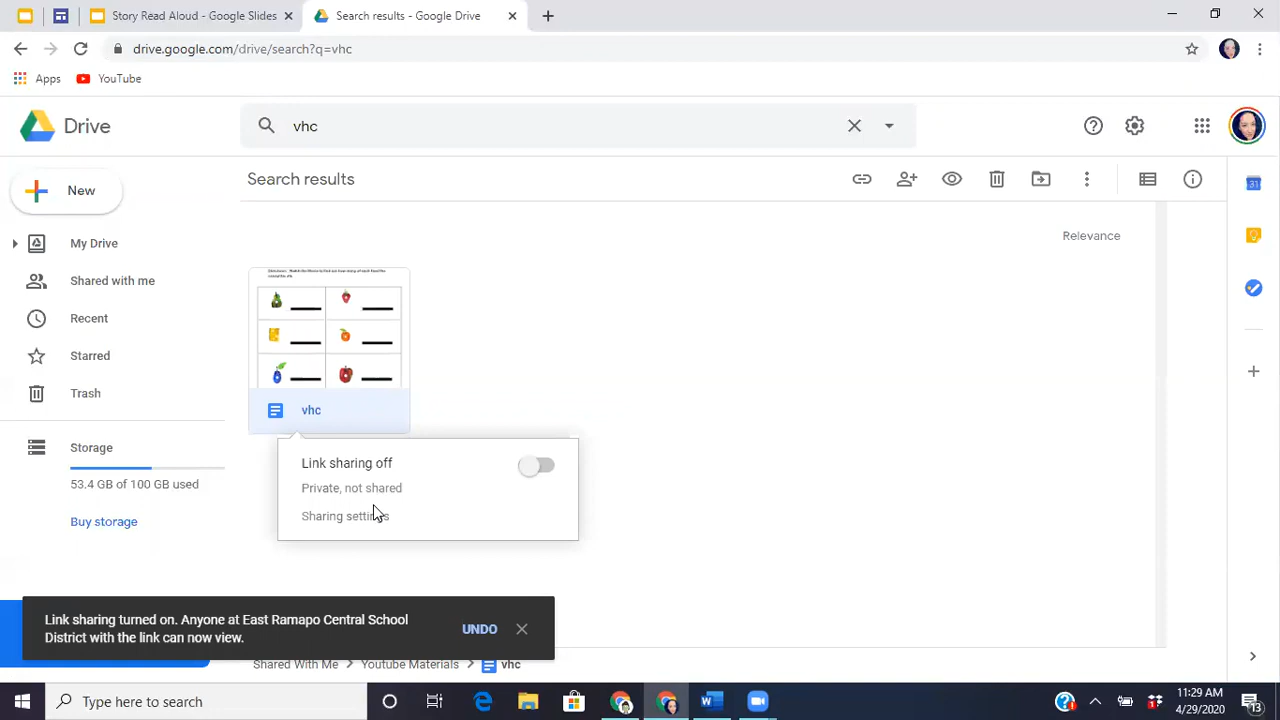 Story Read Aloud - Google Slides
Search results - Google Drive
drive.google.com/drive/search?q=vhc
Apps
YouTube
Drive
vhc
New
Search results
My Drive
Relevance
Shared with me
Recent
Starred
Trash
vhc
Storage
Link sharing off
53.4 GB of 100 GB used
Private, not shared
Buy storage
Sharing settings
Link sharing turned on. Anyone at East Ramapo Central School
District with the link can now view.
UNDO
Shared With Me
Youtube Materials
vhc
Type here to search
11:29 AM
4/29/2020
13